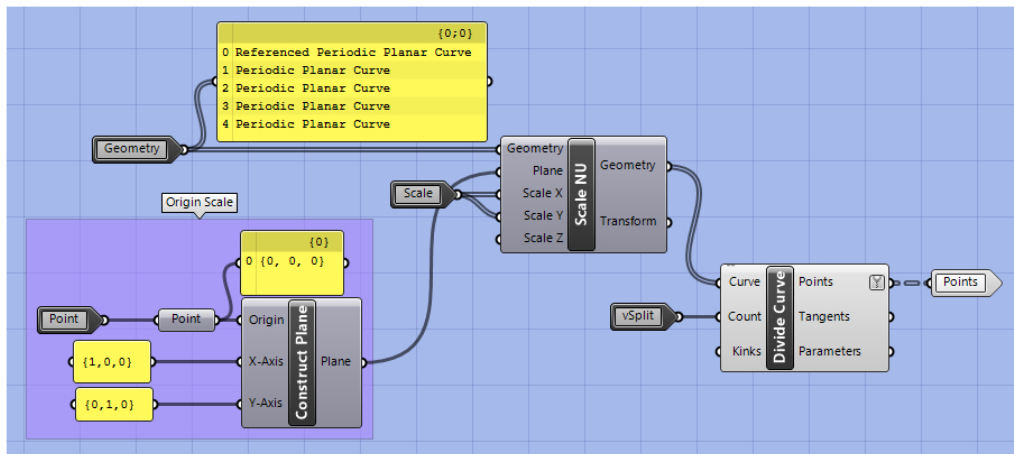 {0;0}
0 Referenced Periodic Planar Curve
1 Periodic Planar Curve
2 Periodic Planar Curve
3 Periodic Planar Curve
4 Periodic Planar Curve
Geometry
Geometry
Plane
Scale X
Scale Y
Scale Z
Scale NU
Geometry
Transform
Scale
Origin Scale
{0}
0 {0, 0, 0}
Point
Point
{1,0,0}
{0,1,0}
Origin
X-Axis
Y-Axis
Construct Plane
Plane
vSplit
Curve
Count
Kinks
Divide Curve
Points
Tangents
Parameters
Points